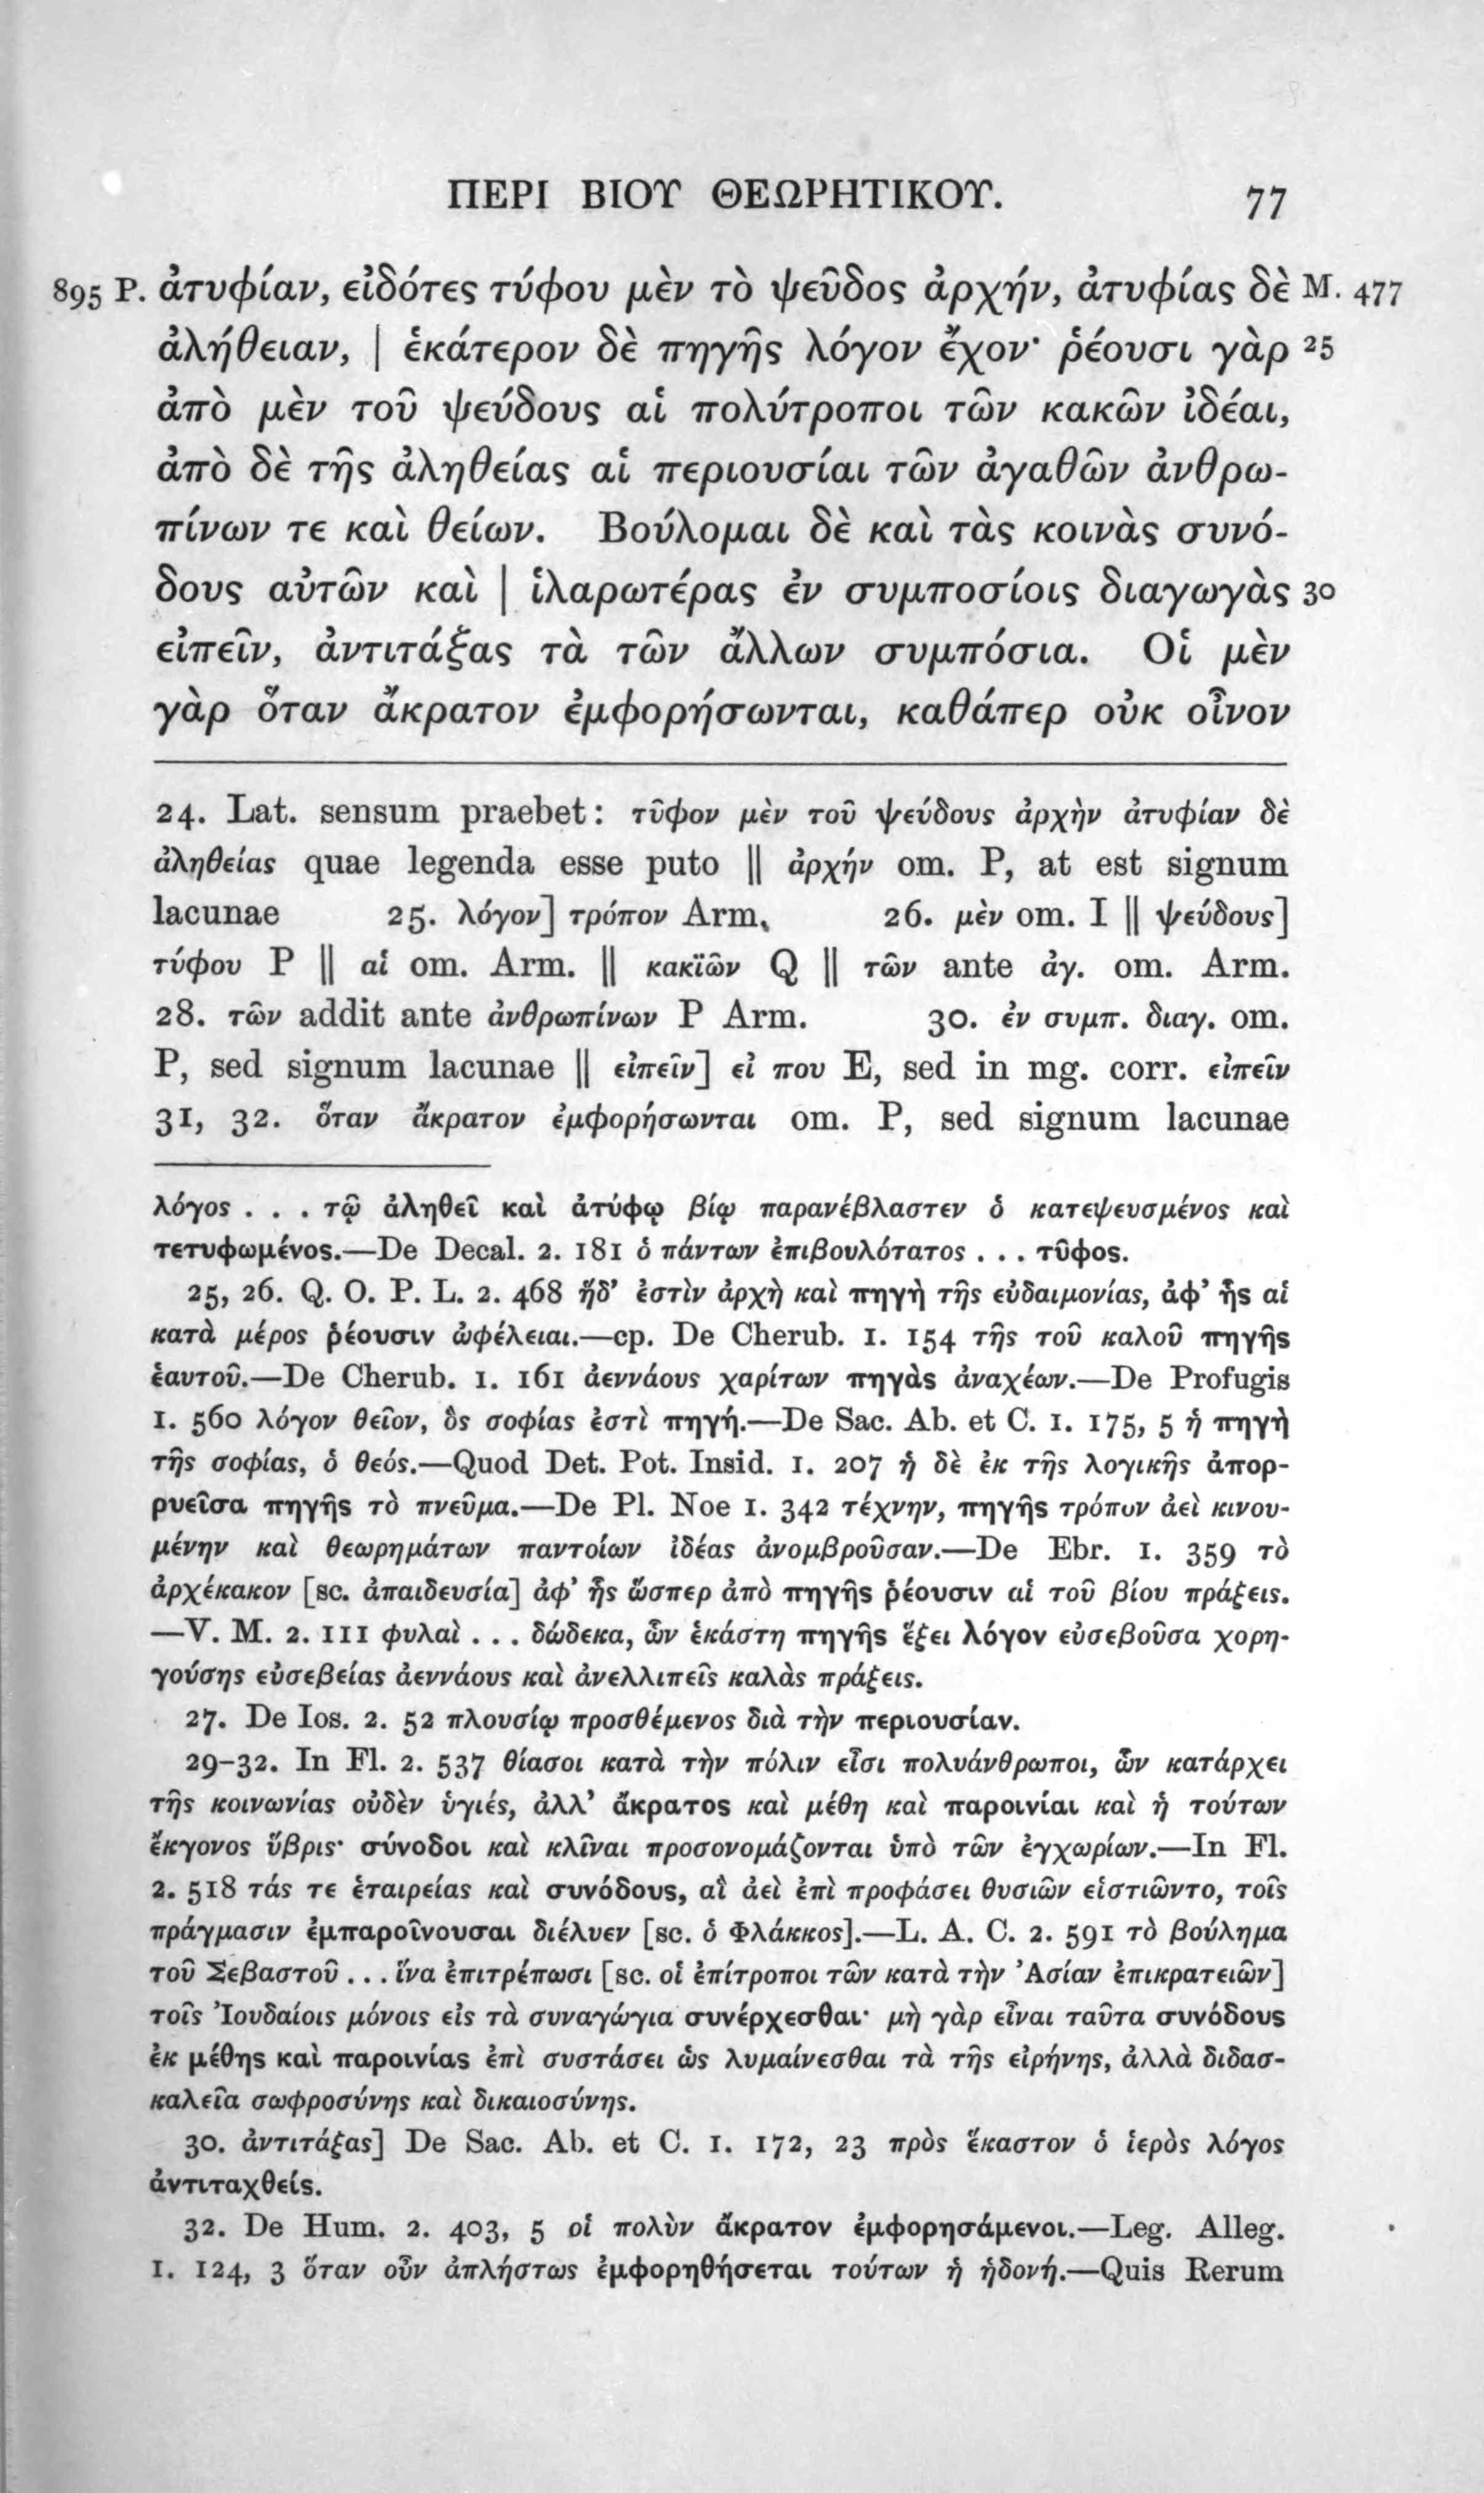 ΠΕΡΙ ΒΙΟΥ ΘΕΩΡΗΤΙΚΟΥ. 77
895 P. ἀτυφίαν, εἰδότες τύφου μὲν τὸ ψεῦδος ἀρχήν, ἀτυφίας δὲ M. 477
ἀλήθειαν, | ἑκάτερον δὲ πηγῆς λόγον ἔχον· ῥέουσι γὰρ 25
ἀπὸ μὲν τοῦ ψεύδους αἱ πολύτροποι τῶν κακῶν ἰδέαι,
ἀπὸ δὲ τῆς ἀληθείας αἱ περιουσίαι τῶν ἀγαθῶν ἀνθρω-
πίνων τε καὶ θείων. Βούλομαι δὲ καὶ τὰς κοινὰς συνό-
δους αὐτῶν καὶ | ἱλαρωτέρας ἐν συμποσίοις διαγωγὰς 30
εἰπεῖν, ἀντιτάξας τὰ τῶν ἄλλων συμπόσια. Οἱ μὲν
γὰρ ὅταν ἄκρατον ἐμφορήσωνται, καθάπερ οὐκ οἶνον
24. Lat. sensum praebet: τῦφον μὲν τοῦ ψεύδους ἀρχὴν ἀτυφίαν δὲ
ἀληθείας quae legenda esse puto || ἀρχήν om. P, at est signum
lacunae 25. λόγον] τρόπον Arm. 26. μὲν om. I || ψεύδους]
τύφου P || αἱ om. Arm. || κακϊῶν Q || τῶν ante ἀγ. om. Arm.
28. τῶν addit ante ἀνθρωπίνων P Arm. 30. ἐν συμπ. διαγ. om.
P, sed signum lacunae || εἰπεῖν] εἰ που E, sed in mg. corr. εἰπεῖν
31, 32. ὅταν ἄκρατον ἐμφορήσωνται om. P, sed signum lacunae
λόγος . . . τῷ ἀληθεῖ καὶ ἀτύφῳ βίῳ παρανέβλαστεν ὁ κατεψευσμένος καὶ
τετυφωμένος.—De Decal. 2. 181 ὁ πάντων ἐπιβουλότατος . . . τῦφος.
25, 26. Q. O. P. L. 2. 468 ἥδ’ ἐστὶν ἀρχὴ καὶ πηγὴ τῆς εὐδαιμονίας, ἀφ’ ἧς αἱ
κατὰ μέρος ῥέουσιν ὠφέλειαι.—cp. De Cherub. 1. 154 τῆς τοῦ καλοῦ πηγῆς
ἑαυτοῦ.—De Cherub. 1. 161 ἀεννάους χαρίτων πηγὰς ἀναχέων.—De Profugis
1. 560 λόγον θεῖον, ὃς σοφίας ἐστὶ πηγή.—De Sac. Ab. et C. 1. 175, 5 ἡ πηγὴ
τῆς σοφίας, ὁ θεός.—Quod Det. Pot. Insid. 1. 207 ἡ δὲ ἐκ τῆς λογικῆς ἀπορ-
ρυεῖσα πηγῆς τὸ πνεῦμα.—De Pl. Noe 1. 342 τέχνην, πηγῆς τρόπον ἀεὶ κινου-
μένην καὶ θεωρημάτων παντοίων ἰδέας ἀνομβροῦσαν.—De Ebr. 1. 359 τὸ
ἀρχέκακον [sc. ἀπαιδευσία] ἀφ’ ἧς ὥσπερ ἀπὸ πηγῆς ῥέουσιν αἱ τοῦ βίου πράξεις.
—V. M. 2. 111 φυλαὶ . . . δώδεκα, ὧν ἑκάστη πηγῆς ἕξει λόγον εὐσεβοῦσα χορη-
γούσης εὐσεβείας ἀεννάους καὶ ἀνελλιπεῖς καλὰς πράξεις.
27. De Ios. 2. 52 πλουσίῳ προσθέμενος διὰ τὴν περιουσίαν.
29–32. In Fl. 2. 537 θίασοι κατὰ τὴν πόλιν εἶσι πολυάνθρωποι, ὧν κατάρχει
τῆς κοινωνίας οὐδὲν ὑγιές, ἀλλ’ ἄκρατος καὶ μέθη καὶ παροινίαι καὶ ἡ τούτων
ἔκγονος ὕβρις· σύνοδοι καὶ κλῖναι προσονομάζονται ὑπὸ τῶν ἐγχωρίων.—In Fl.
2. 518 τάς τε ἑταιρείας καὶ συνόδους, αἳ ἀεὶ ἐπὶ προφάσει θυσιῶν εἱστιῶντο, τοῖς
πράγμασιν ἐμπαροῖνουσαι διέλυεν [sc. ὁ Φλάκκος].—L. A. C. 2. 591 τὸ βούλημα
τοῦ Σεβαστοῦ . . . ἵνα ἐπιτρέπωσι [sc. οἱ ἐπίτροποι τῶν κατὰ τὴν Ἀσίαν ἐπικρατειῶν]
τοῖς Ἰουδαίοις μόνοις εἰς τὰ συναγώγια συνέρχεσθαι· μὴ γὰρ εἶναι ταῦτα συνόδους
ἐκ μέθης καὶ παροινίας ἐπὶ συστάσει ὡς λυμαίνεσθαι τὰ τῆς εἰρήνης, ἀλλὰ διδασ-
καλεῖα σωφροσύνης καὶ δικαιοσύνης.
30. ἀντιτάξας] De Sac. Ab. et C. 1. 172, 23 πρὸς ἕκαστον ὁ ἱερὸς λόγος
ἀντιταχθείς.
32. De Hum. 2. 403, 5 οἱ πολὺν ἄκρατον ἐμφορησάμενοι.—Leg. Alleg.
1. 124, 3 ὅταν οὖν ἀπλήστως ἐμφορηθήσεται τούτων ἡ ἡδονή.—Quis Rerum